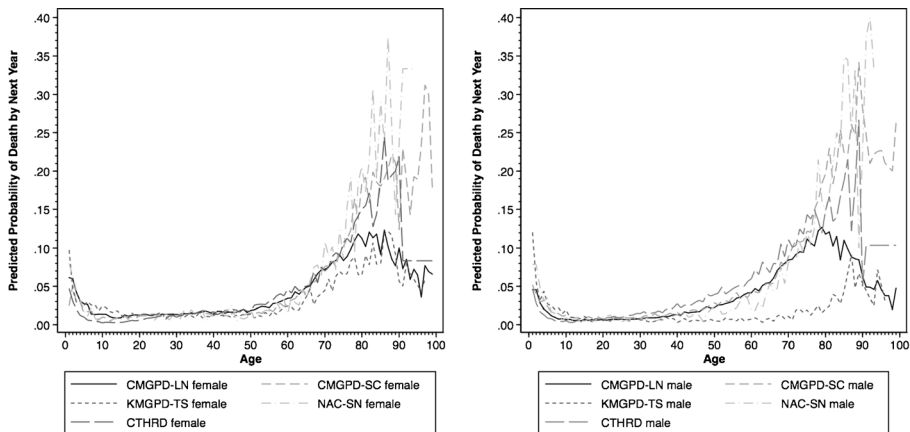 Predicted Probability of Death by Next Year
.40
.35
.30
.25
.20
.15
.10
.05
.00
0 10 20 30 40 50 60 70 80 90 100
Age
CMGPD-LN female CMGPD-SC female
KMGPD-TS female NAC-SN female
CTHRD female
Predicted Probability of Death by Next Year
.40
.35
.30
.25
.20
.15
.10
.05
.00
0 10 20 30 40 50 60 70 80 90 100
Age
CMGPD-LN male CMGPD-SC male
KMGPD-TS male NAC-SN male
CTHRD male